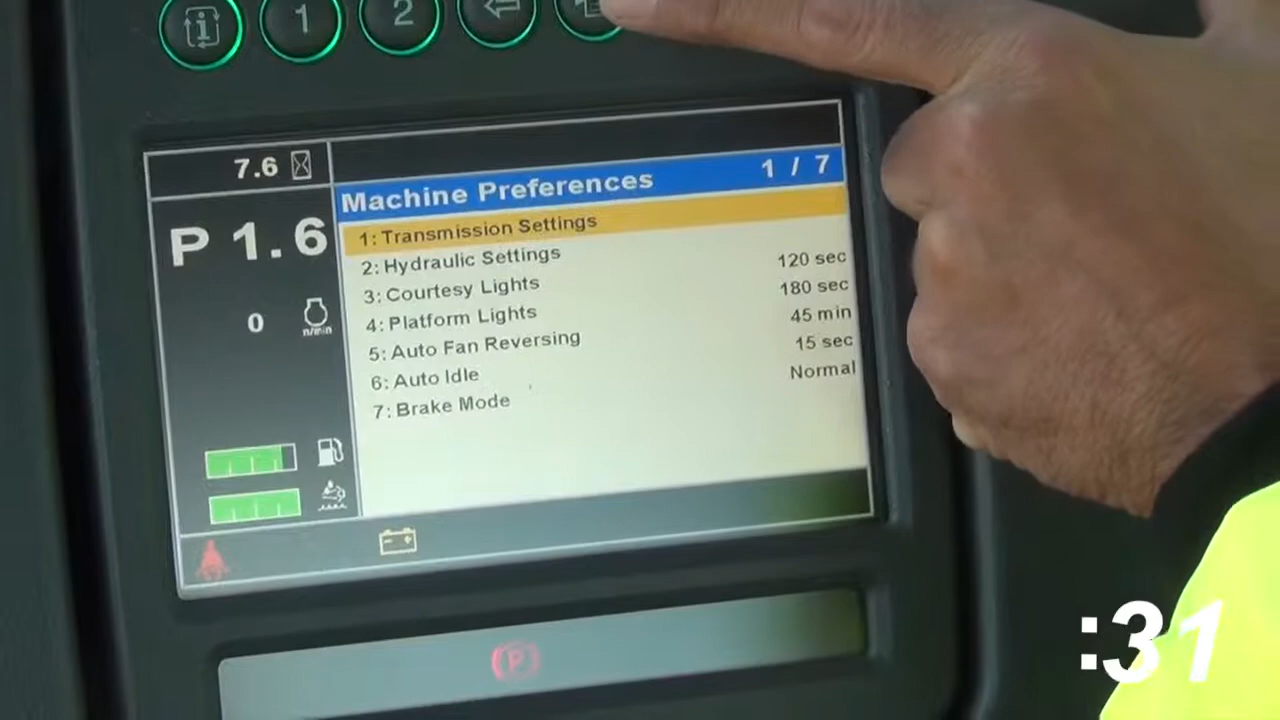 1 2
7.6
Machine Preferences 1 / 7
P 1.6
1: Transmission Settings
2: Hydraulic Settings
3: Courtesy Lights 120 sec
4: Platform Lights 180 sec
5: Auto Fan Reversing 45 min
6: Auto Idle 15 sec
7: Brake Mode Normal
0 n/min
P
:31